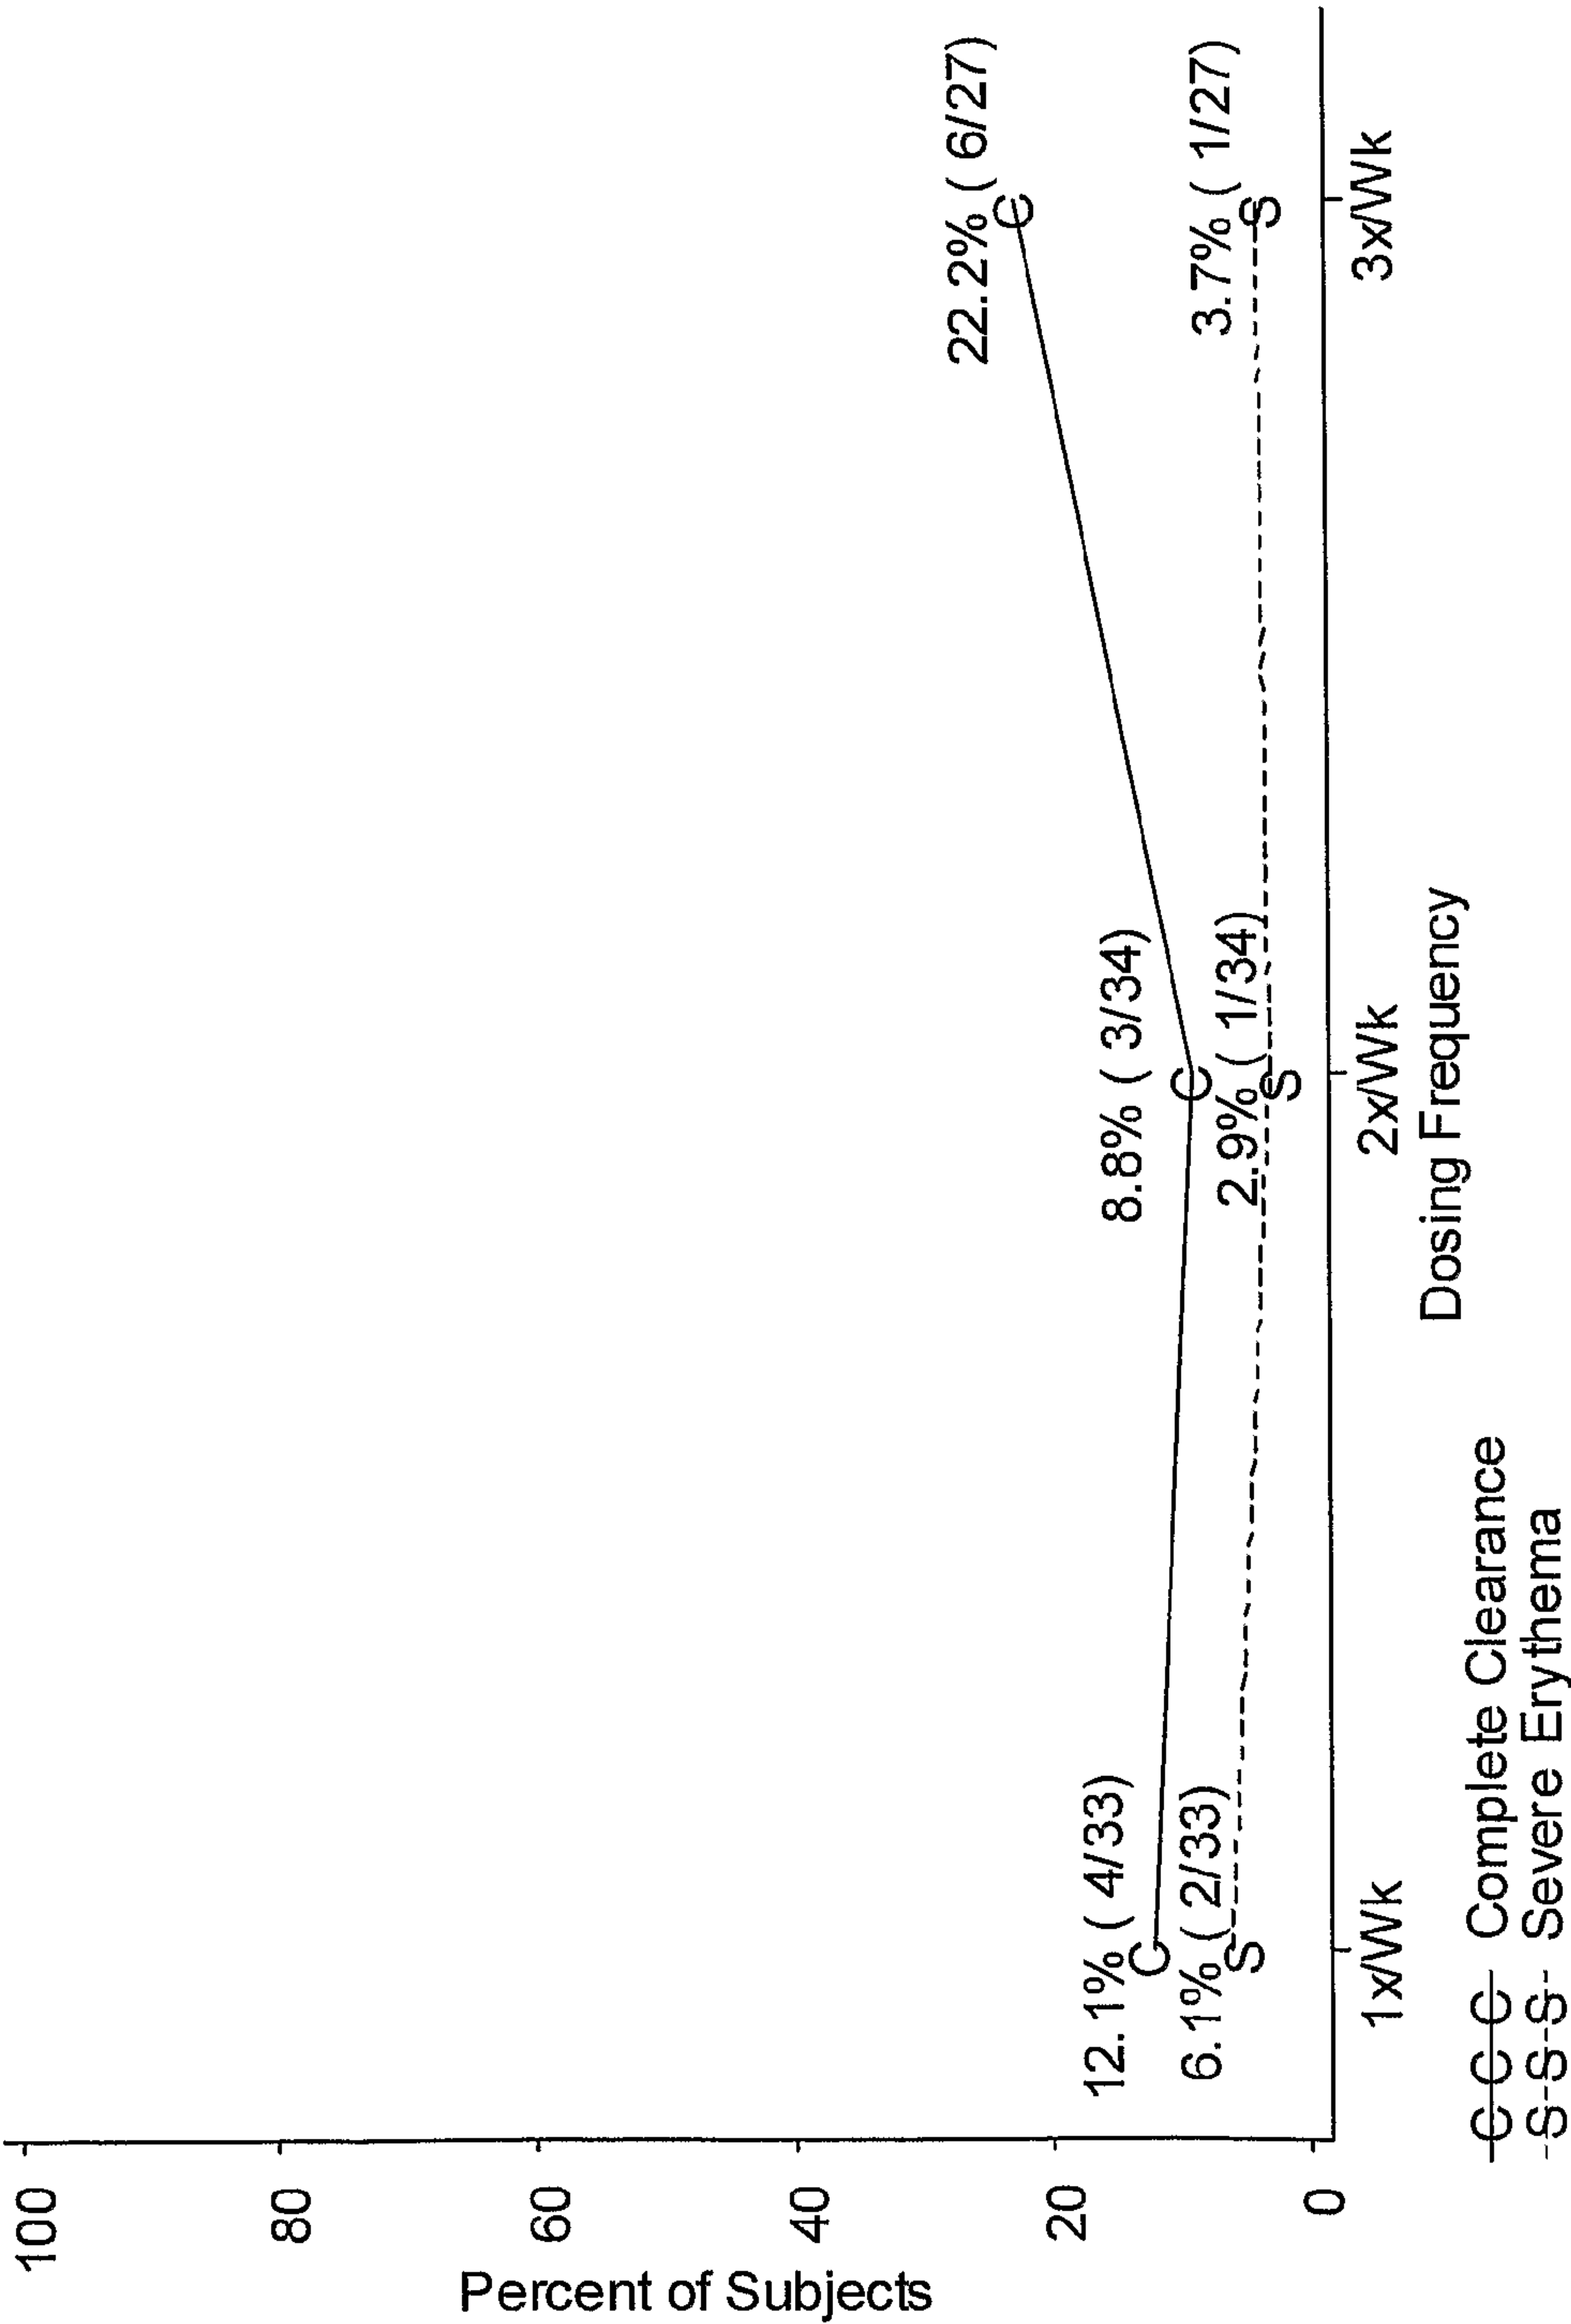 100
80
60
40
20
0
Percent of Subjects
22.2% ( 6/27)
C
12.1% ( 4/33)
C
8.8% ( 3/34)
C
6.1% ( 2/33)
S
2.9% ( 1/34)
S
3.7% ( 1/27)
S
1x/Wk 2x/Wk 3x/Wk
Dosing Frequency
C C C Complete Clearance
S S S Severe Erythema